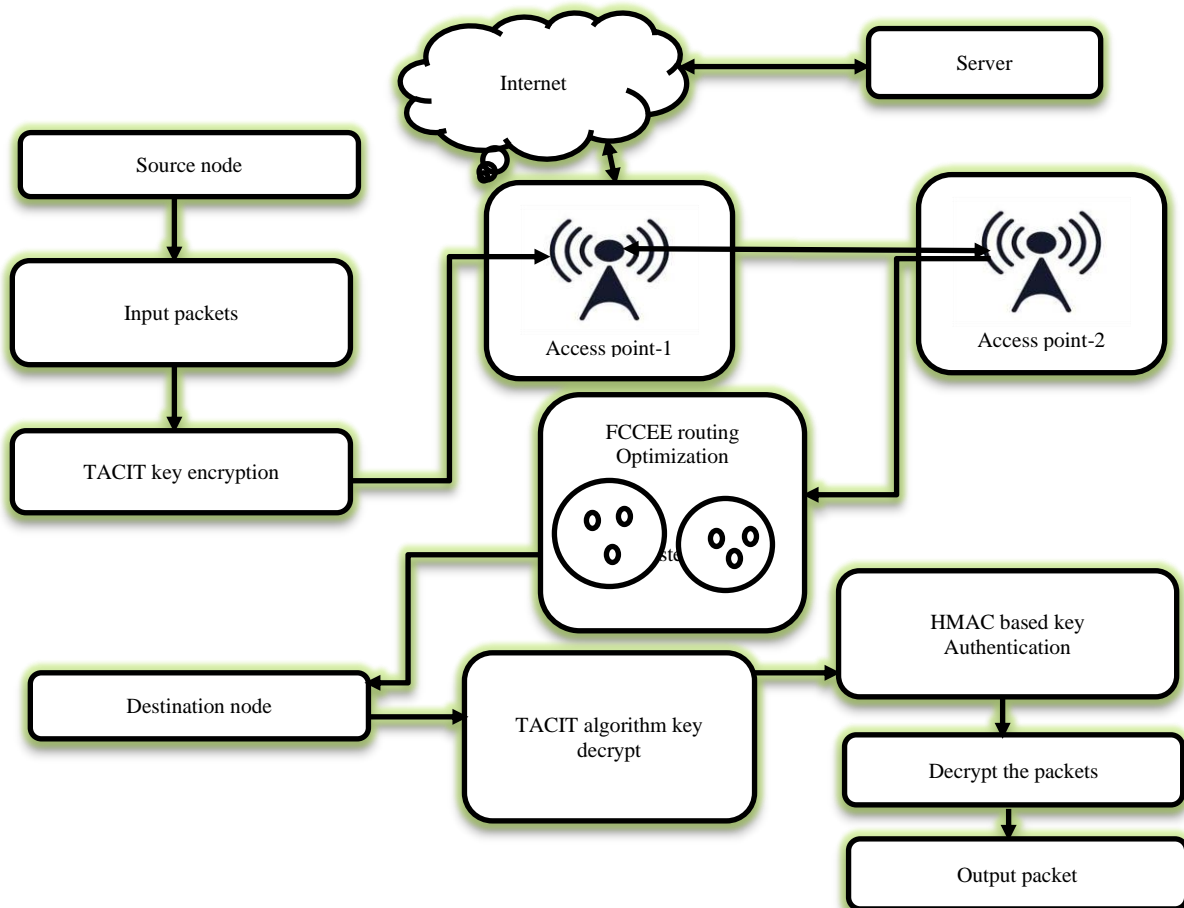 Internet
Server
Source node
Input packets
Access point-1
Access point-2
TACIT key encryption
FCCEE routing
Optimization
HMAC based key
Authentication
Destination node
TACIT algorithm key
decrypt
Decrypt the packets
Output packet